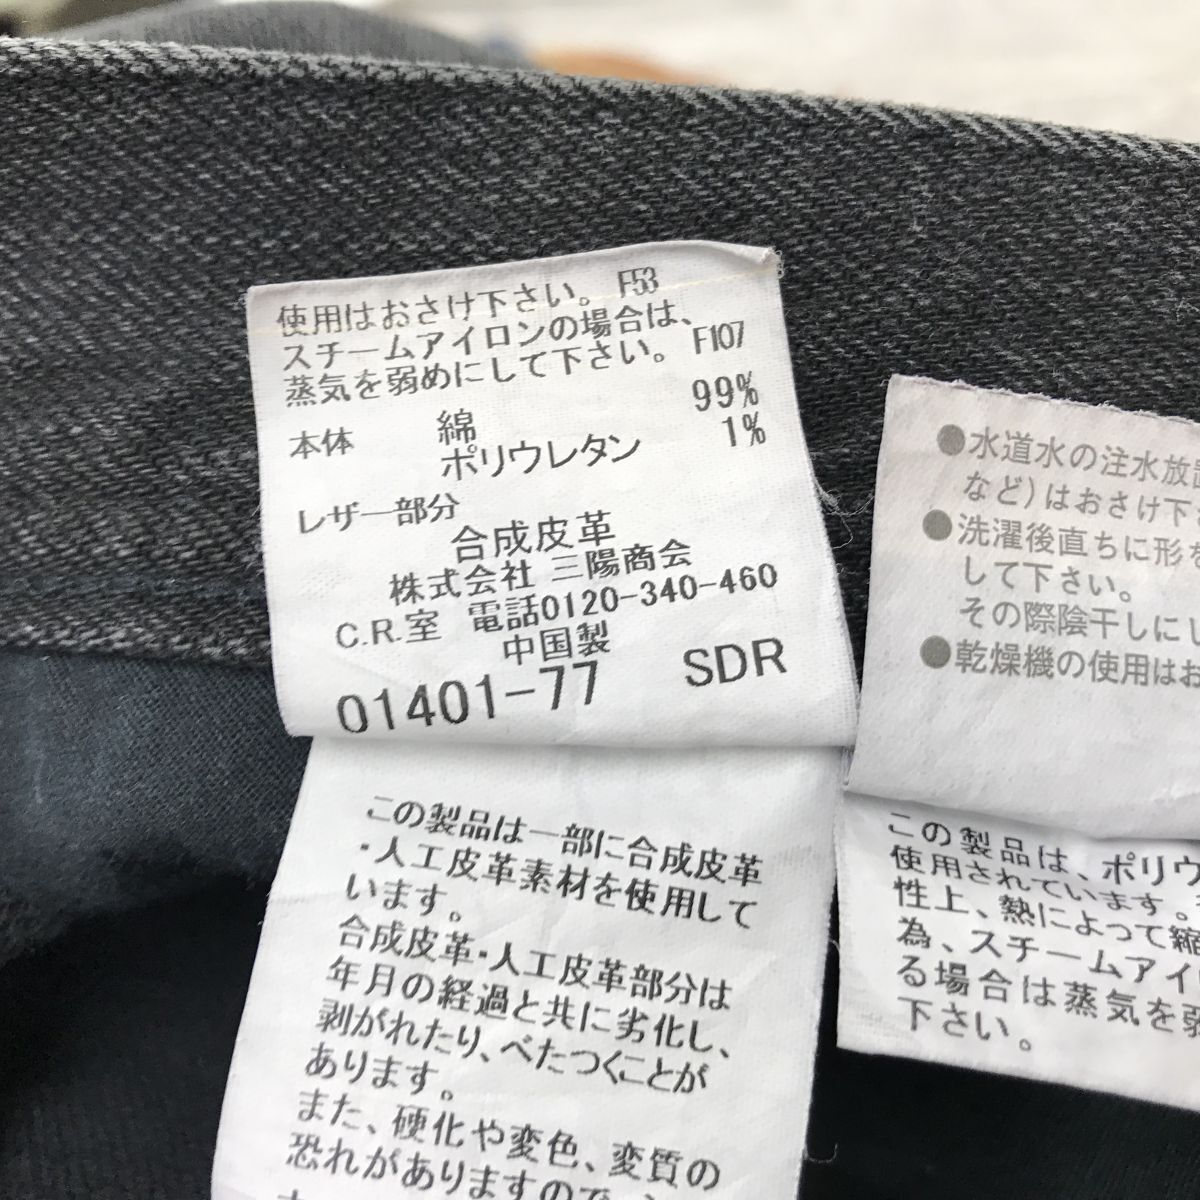 使用はおさけ下さい。F53
スチームアイロンの場合は、
蒸気を弱めにして下さい。F107
本体 綿 99%
ポリウレタン 1%
レザー部分
合成皮革
株式会社 三陽商会
C.R.室 電話0120-340-460
中国製
01401-77 SDR
この製品は一部に合成皮革
・人工皮革素材を使用して
います。
合成皮革・人工皮革部分は
年月の経過と共に劣化し、
剥がれたり、べたつくことが
あります。
また、硬化や変色、変質の
恐れがありますので、
●水道水の注水放置
など)はおさけ下
●洗濯後直ちに形を
して下さい。
その際陰干しにし
●乾燥機の使用はお
この製品は、ポリウ
使用されています。
性上、熱によって縮
為、スチームアイ
る場合は蒸気を弱
下さい。